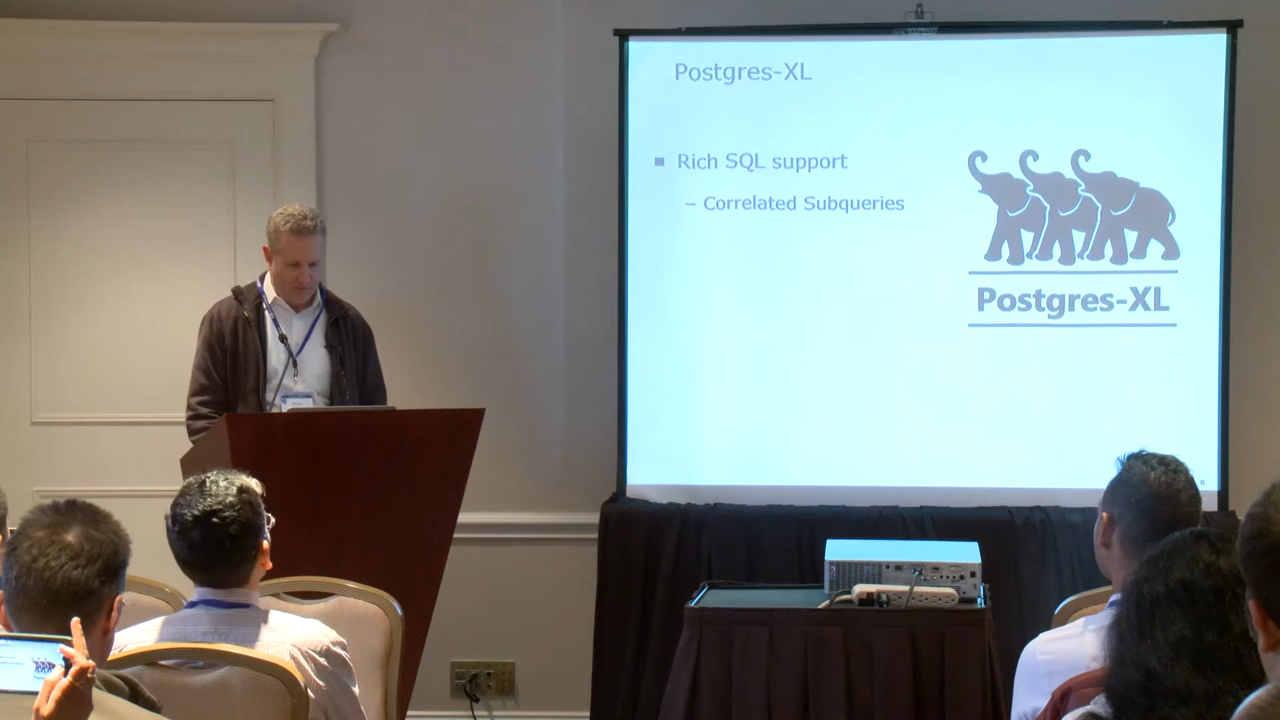 Postgres-XL
▪ Rich SQL support
– Correlated Subqueries
Postgres-XL